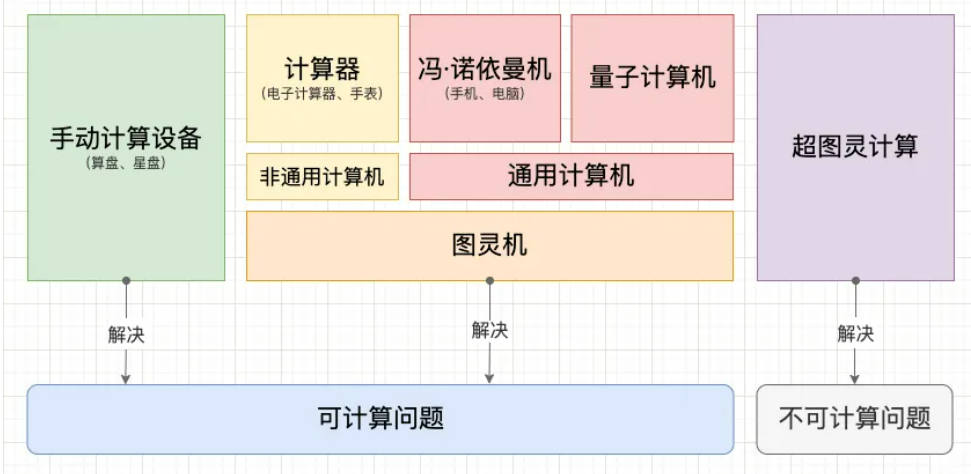 手动计算设备
(算盘、星盘)
计算器
(电子计算器、手表)
冯·诺依曼机
(手机、电脑)
量子计算机
非通用计算机
通用计算机
图灵机
超图灵计算
解决
解决
解决
可计算问题
不可计算问题